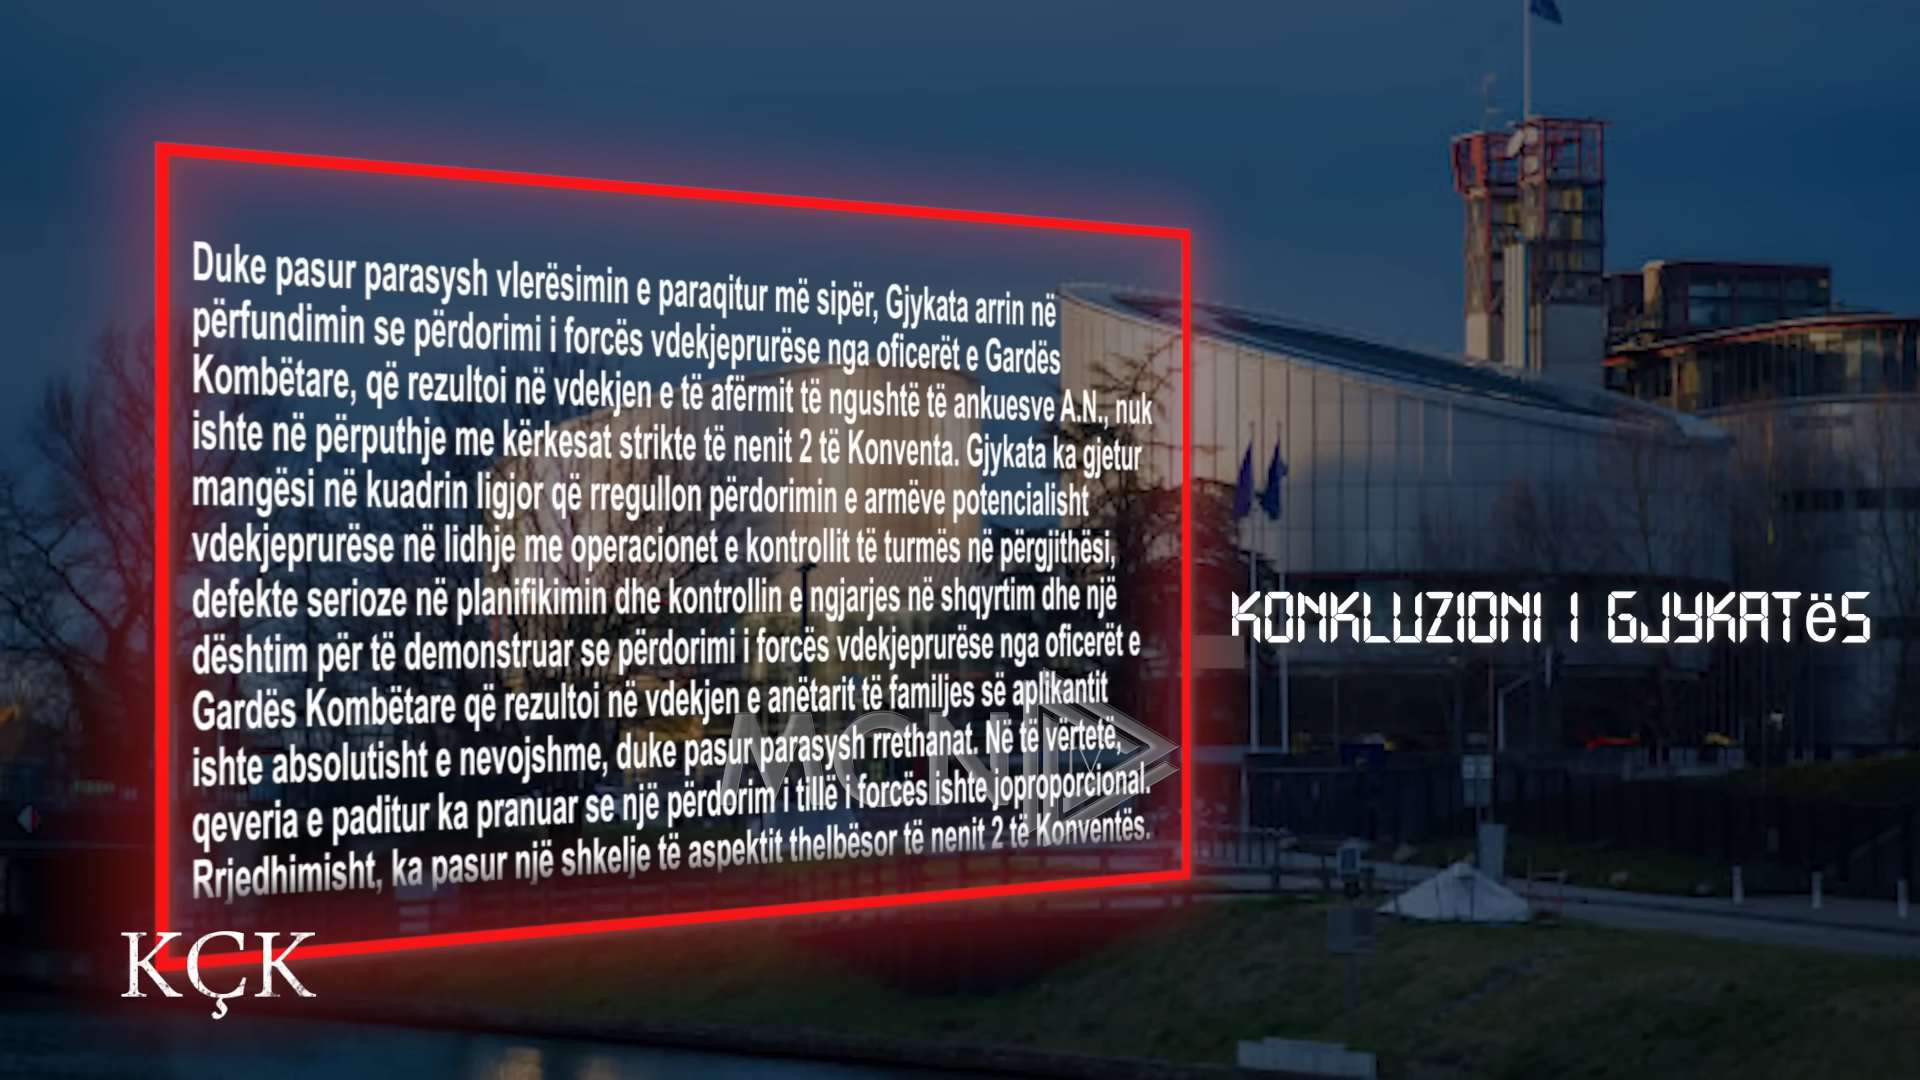 Duke pasur parasysh vlerësimin e paraqitur më sipër, Gjykata arrin në
përfundimin se përdorimi i forcës vdekjeprurëse nga oficerët e Gardës
Kombëtare, që rezultoi në vdekjen e të afërmit të ngushtë të ankuesve A.N., nuk
ishte në përputhje me kërkesat strikte të nenit 2 të Konventa. Gjykata ka gjetur
mangësi në kuadrin ligjor që rregullon përdorimin e armëve potencialisht
vdekjeprurëse në lidhje me operacionet e kontrollit të turmës në përgjithësi,
defekte serioze në planifikimin dhe kontrollin e ngjarjes në shqyrtim dhe një
dështim për të demonstruar se përdorimi i forcës vdekjeprurëse nga oficerët e
Gardës Kombëtare që rezultoi në vdekjen e anëtarit të familjes së aplikantit
ishte absolutisht e nevojshme, duke pasur parasysh rrethanat. Në të vërtetë,
qeveria e paditur ka pranuar se një përdorim i tillë i forcës ishte joproporcional.
Rrjedhimisht, ka pasur një shkelje të aspektit thelbësor të nenit 2 të Konventës.
KONKLUZIONI I GJYKATëS
MCN
KÇK